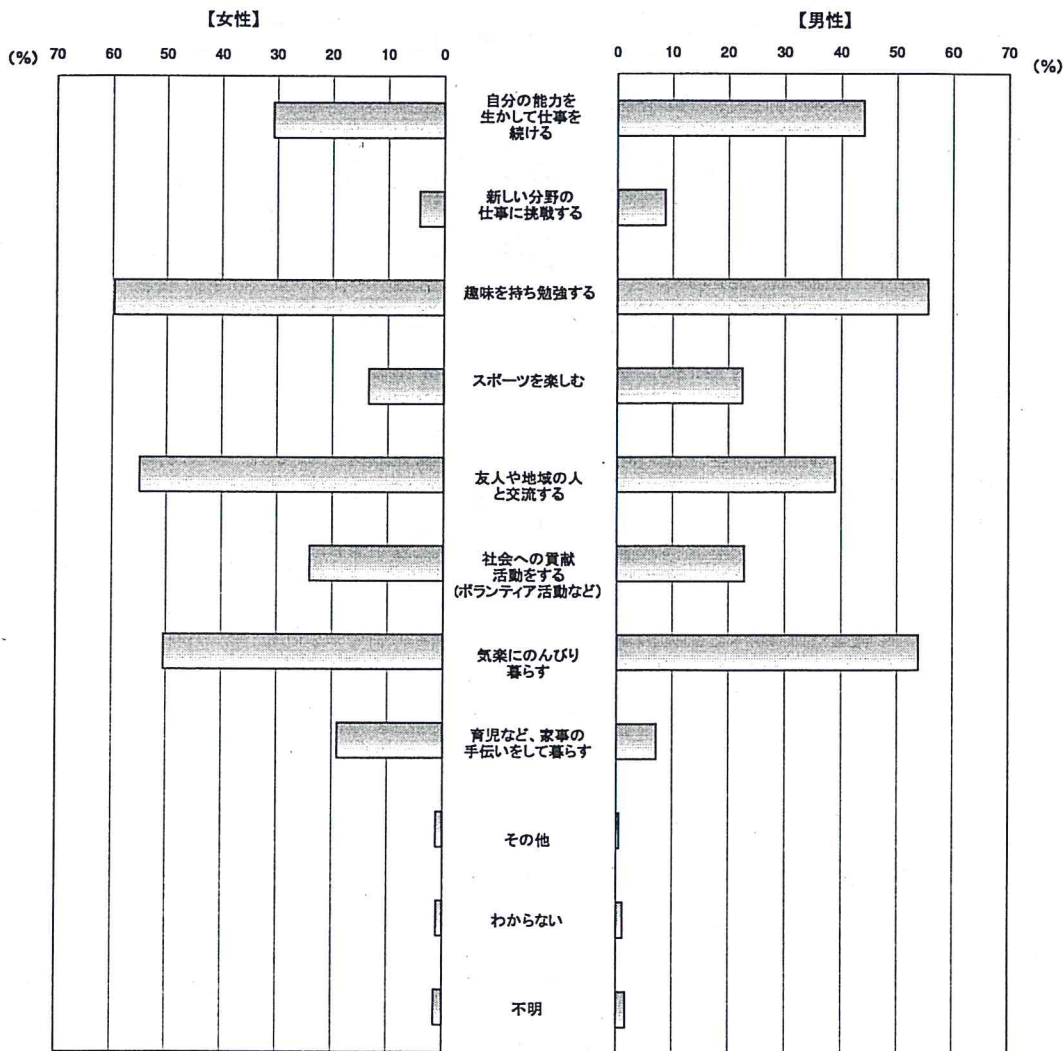 【女性】
【男性】
(%) 70 60 50 40 30 20 10 0
0 10 20 30 40 50 60 70 (%)
自分の能力を
生かして仕事を
続ける
新しい分野の
仕事に挑戦する
趣味を持ち勉強する
スポーツを楽しむ
友人や地域の人
と交流する
社会への貢献
活動をする
(ボランティア活動など)
気楽にのんびり
暮らす
育児など、家事の
手伝いをして暮らす
その他
わからない
不明